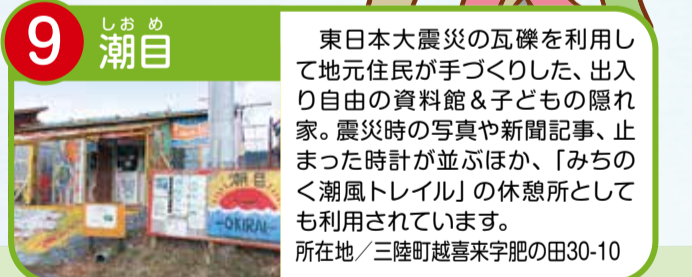 9
しおめ
潮目
東日本大震災の瓦礫を利用し
て地元住民が手づくりした、出入
り自由の資料館&子どもの隠れ
家。震災時の写真や新聞記事、止
まった時計が並ぶほか、「みちの
く潮風トレイル」の休憩所として
も利用されています。
所在地/三陸町越喜来字肥の田30-10
潮目
-OKIRAI-